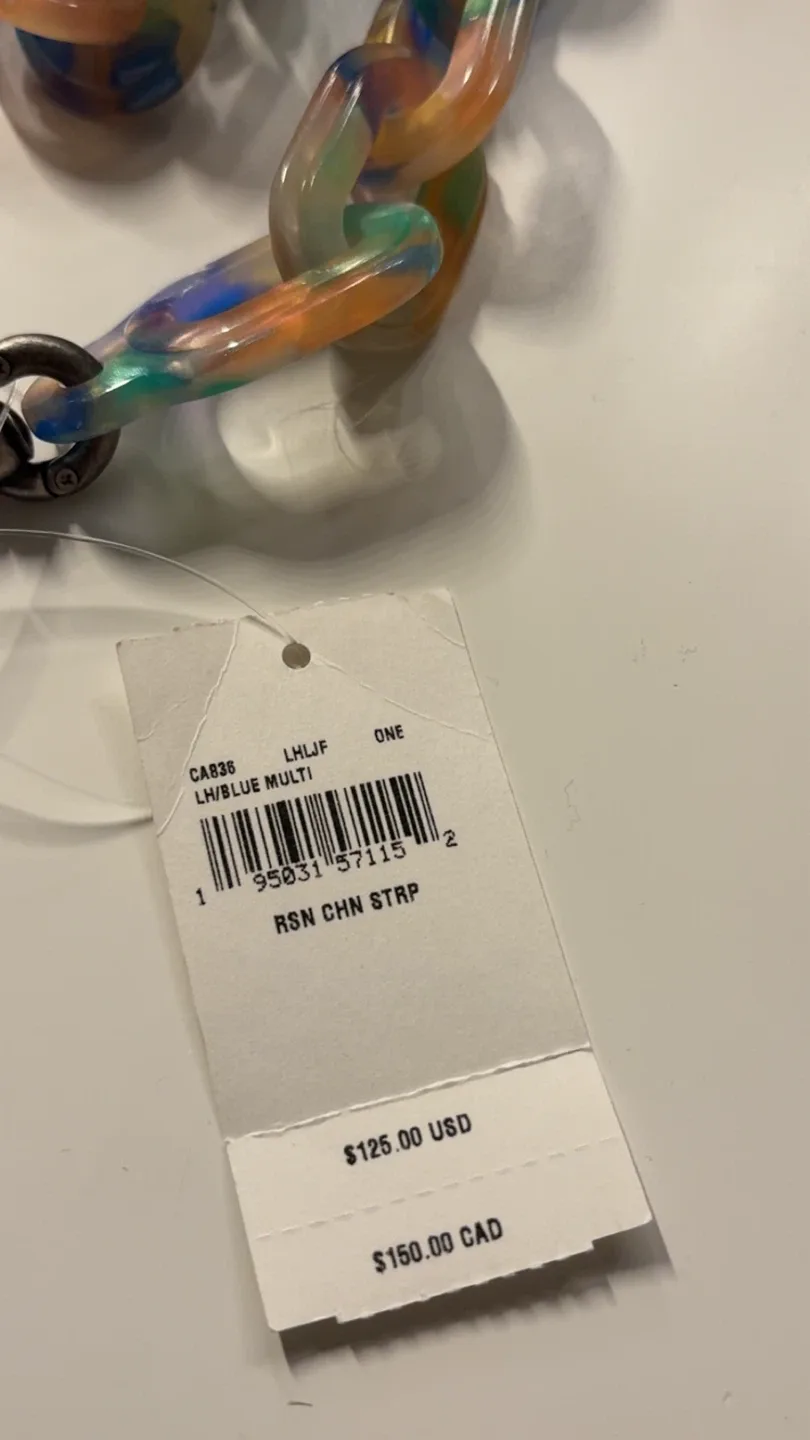 CA836 LHLJF ONE
LH/BLUE MULTI
1 95031 57115 2
RSN CHN STRP
$125.00 USD
$150.00 CAD